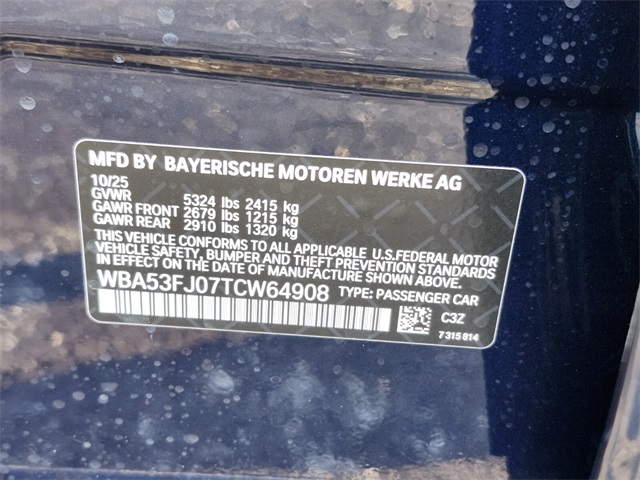 MFD BY BAYERISCHE MOTOREN WERKE AG
10/25
GVWR 5324 lbs 2415 kg
GAWR FRONT 2679 lbs 1215 kg
GAWR REAR 2910 lbs 1320 kg
THIS VEHICLE CONFORMS TO ALL APPLICABLE U.S.FEDERAL MOTOR
VEHICLE SAFETY, BUMPER AND THEFT PREVENTION STANDARDS
IN EFFECT ON THE DATE OF MANUFACTURE SHOWN ABOVE.
WBA53FJ07TCW64908 TYPE: PASSENGER CAR
C3Z
7 315 814